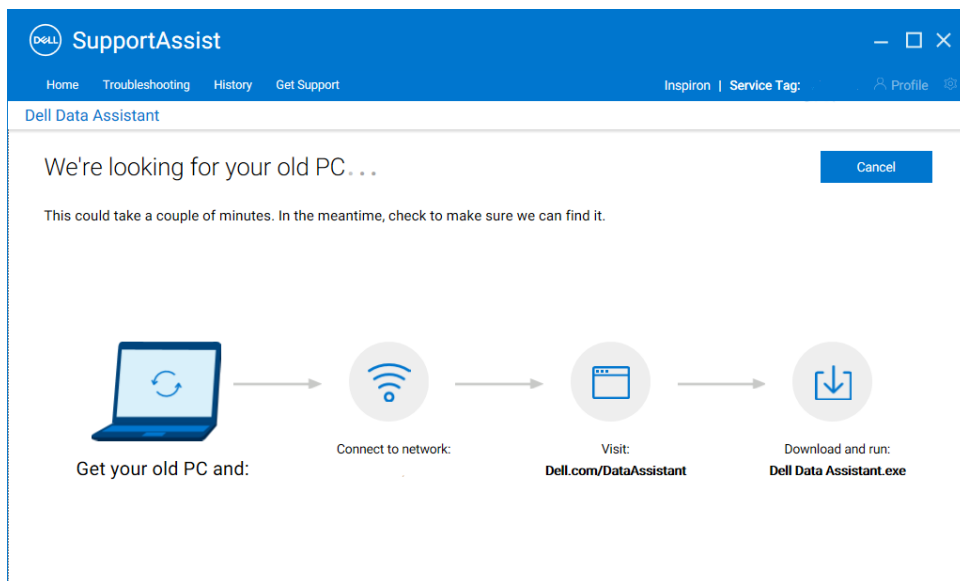 DELL SupportAssist
Home Troubleshooting History Get Support Inspiron | Service Tag: Profile
Dell Data Assistant
We're looking for your old PC...
Cancel
This could take a couple of minutes. In the meantime, check to make sure we can find it.
Get your old PC and:
Connect to network:
Visit:
Dell.com/DataAssistant
Download and run:
Dell Data Assistant.exe